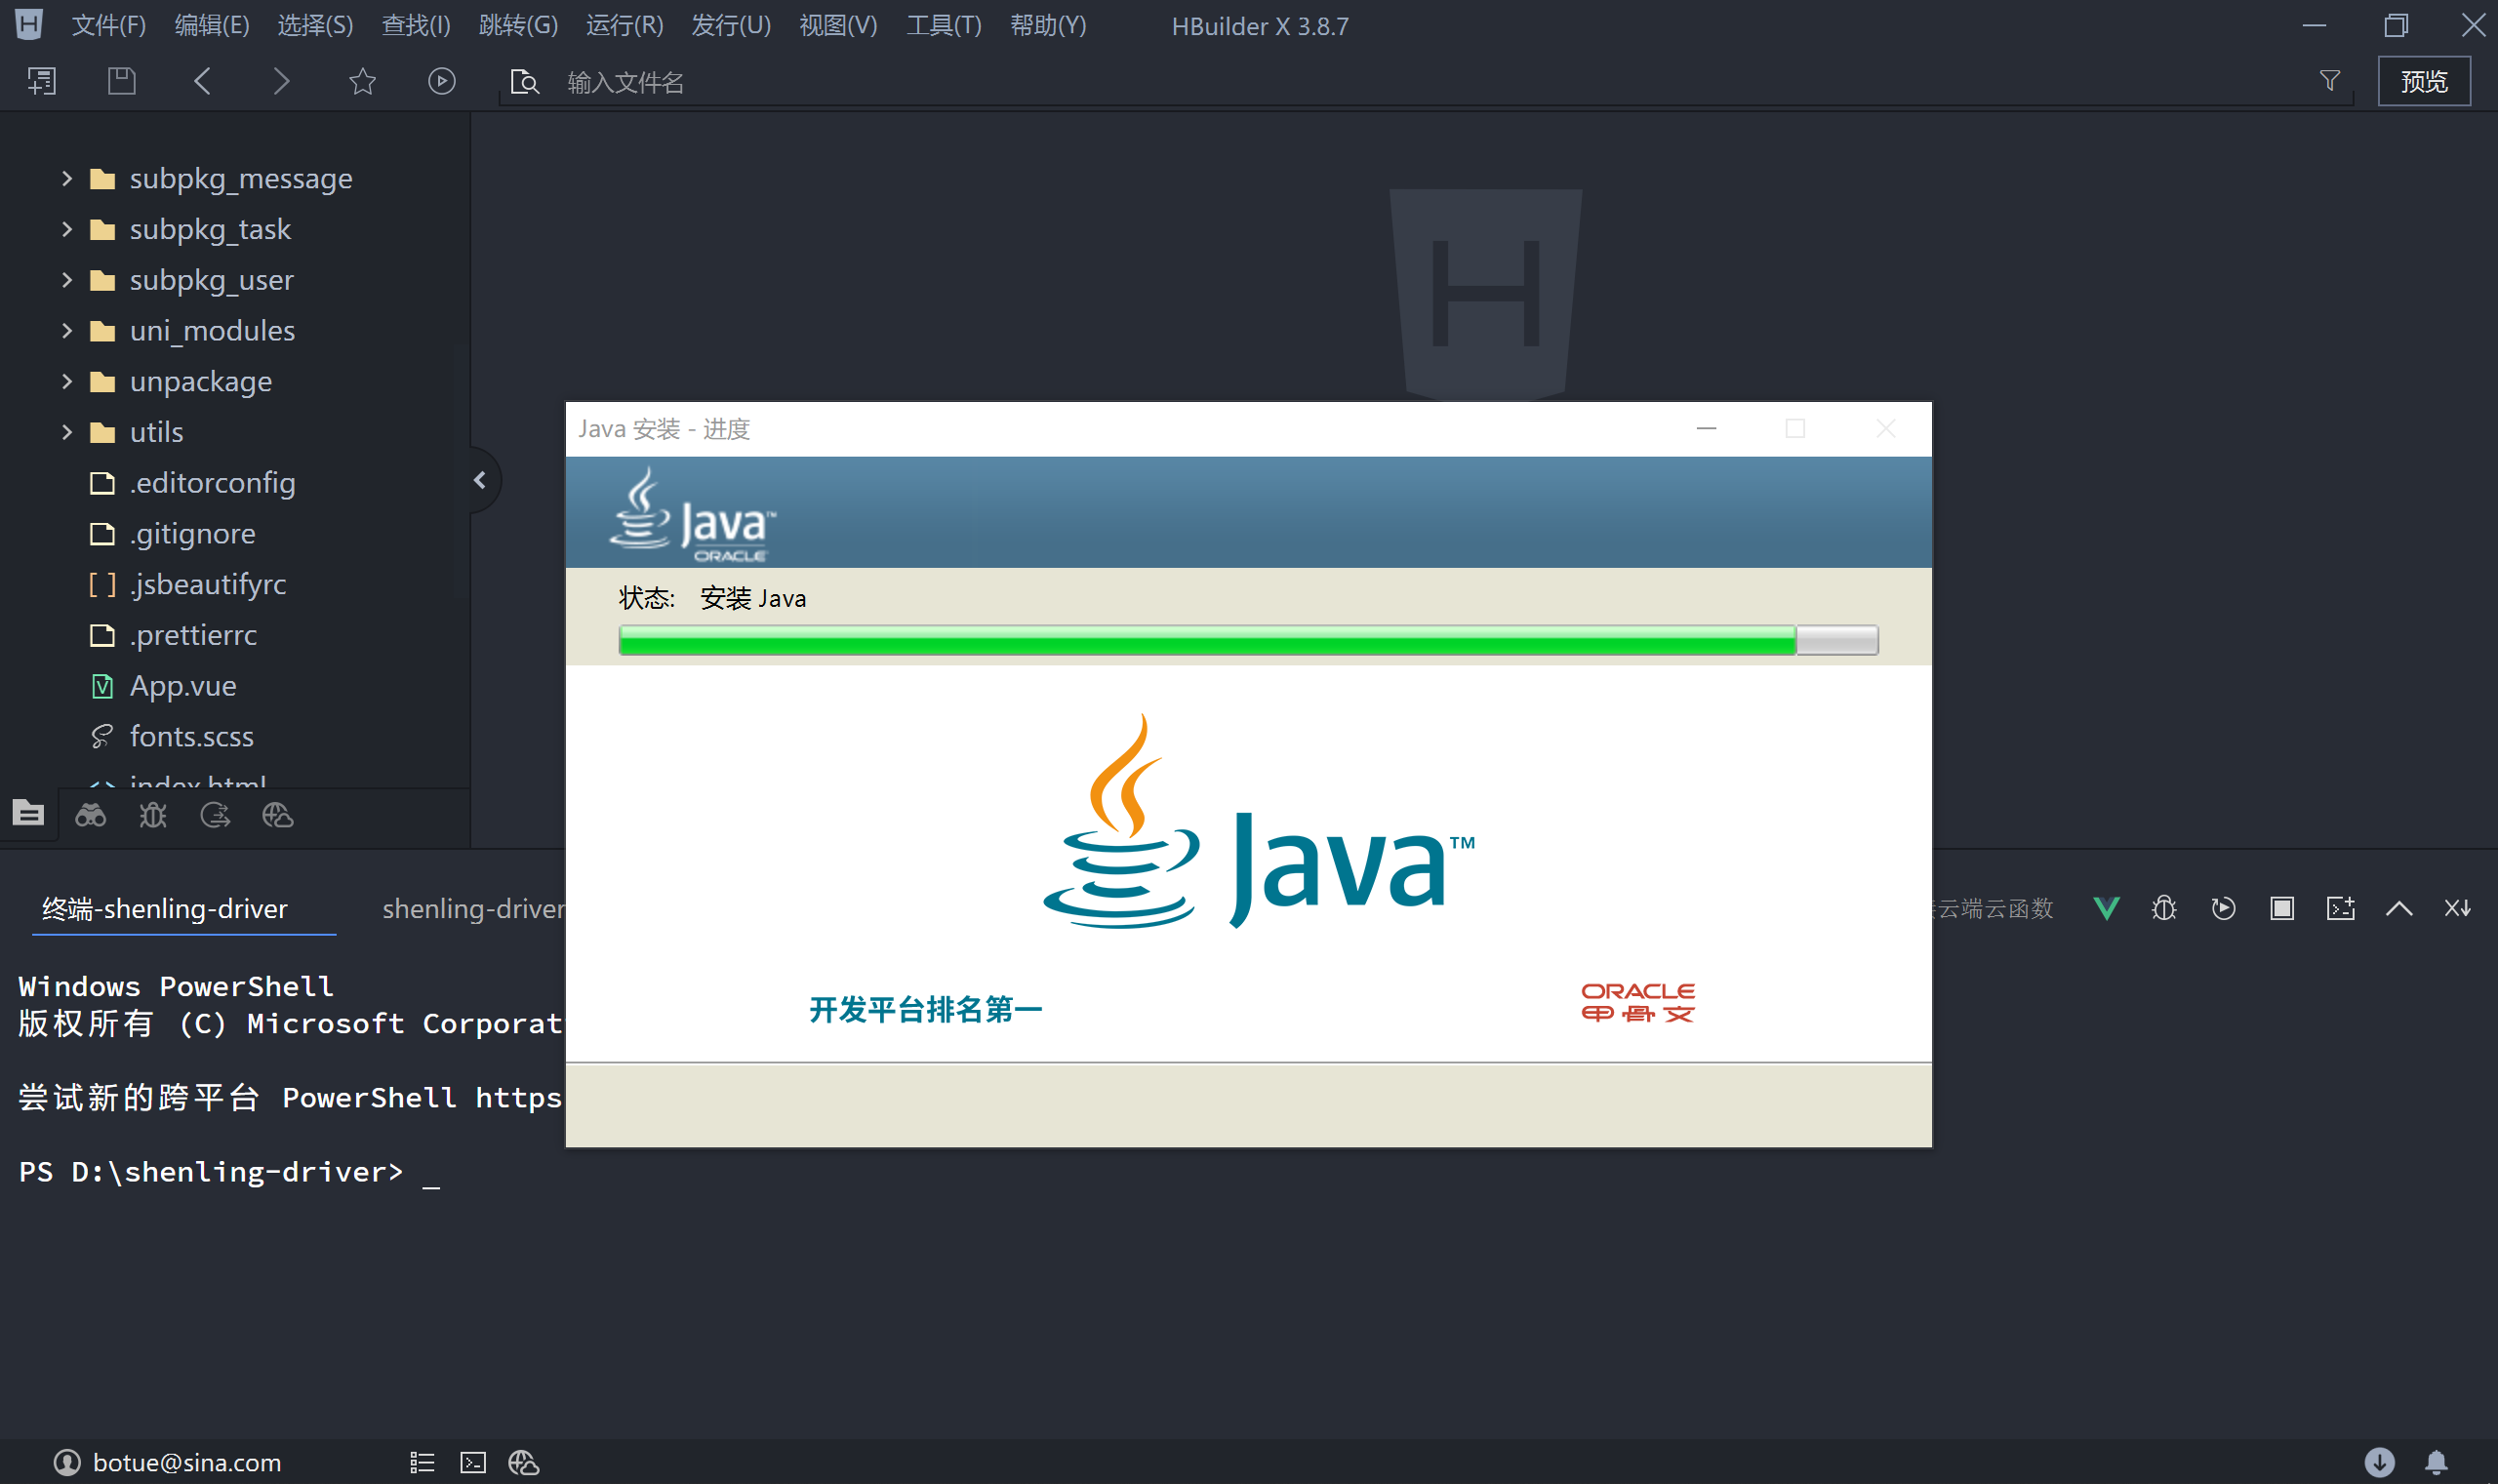 文件(F) 编辑(E) 选择(S) 查找(I) 跳转(G) 运行(R) 发行(U) 视图(V) 工具(T) 帮助(Y) HBuilder X 3.8.7
输入文件名 预览
subpkg_message
subpkg_task
subpkg_user
uni_modules
unpackage
utils
.editorconfig
.gitignore
.jsbeautifyrc
.prettierrc
App.vue
fonts.scss
index.html
Java 安装 - 进度
Java™
ORACLE
状态: 安装 Java
Java™
开发平台排名第一
ORACLE
甲骨文
终端-shenling-driver shenling-driver 云端云函数
Windows PowerShell
版权所有 (C) Microsoft Corporat
尝试新的跨平台 PowerShell https
PS D:\shenling-driver> _
botue@sina.com